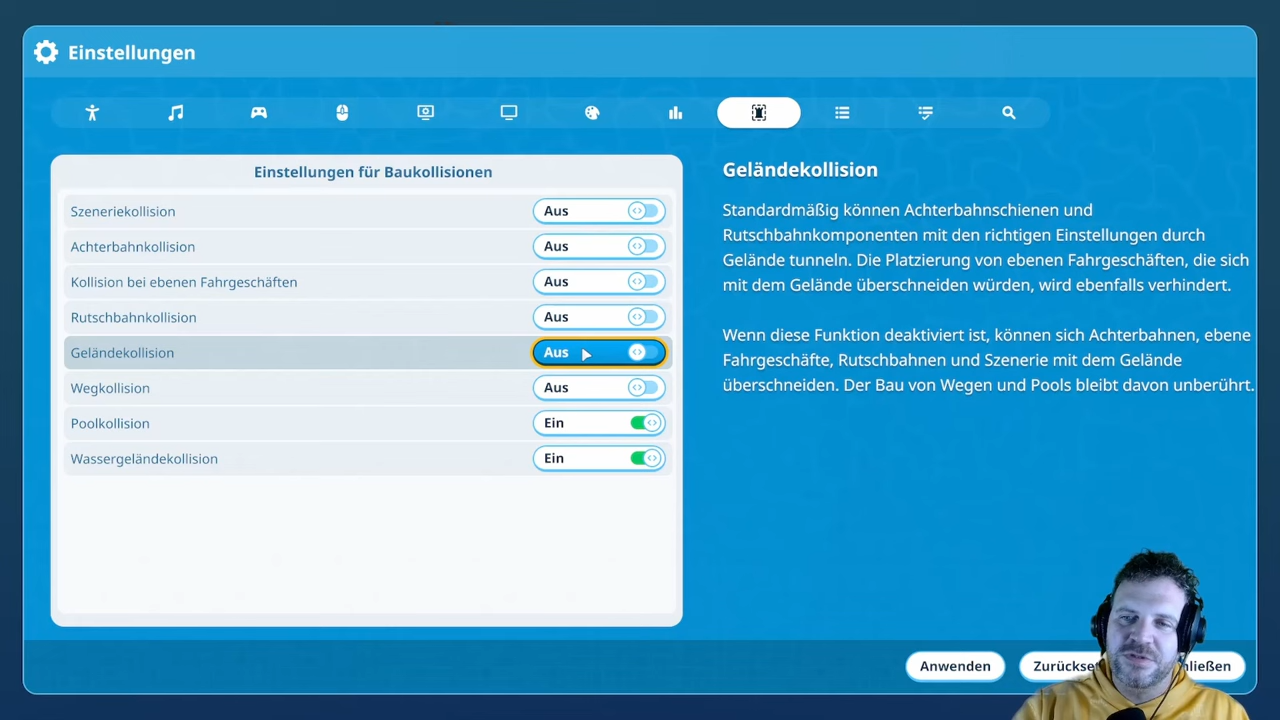 Einstellungen
Einstellungen für Baukollisionen
Szeneriekollision Aus
Achterbahnkollision Aus
Kollision bei ebenen Fahrgeschäften Aus
Rutschbahnkollision Aus
Geländekollision Aus
Wegkollision Aus
Poolkollision Ein
Wassergeländekollision Ein
Geländekollision
Standardmäßig können Achterbahnschienen und
Rutschbahnkomponenten mit den richtigen Einstellungen durch
Gelände tunneln. Die Platzierung von ebenen Fahrgeschäften, die sich
mit dem Gelände überschneiden würden, wird ebenfalls verhindert.
Wenn diese Funktion deaktiviert ist, können sich Achterbahnen, ebene
Fahrgeschäfte, Rutschbahnen und Szenerie mit dem Gelände
überschneiden. Der Bau von Wegen und Pools bleibt davon unberührt.
Anwenden